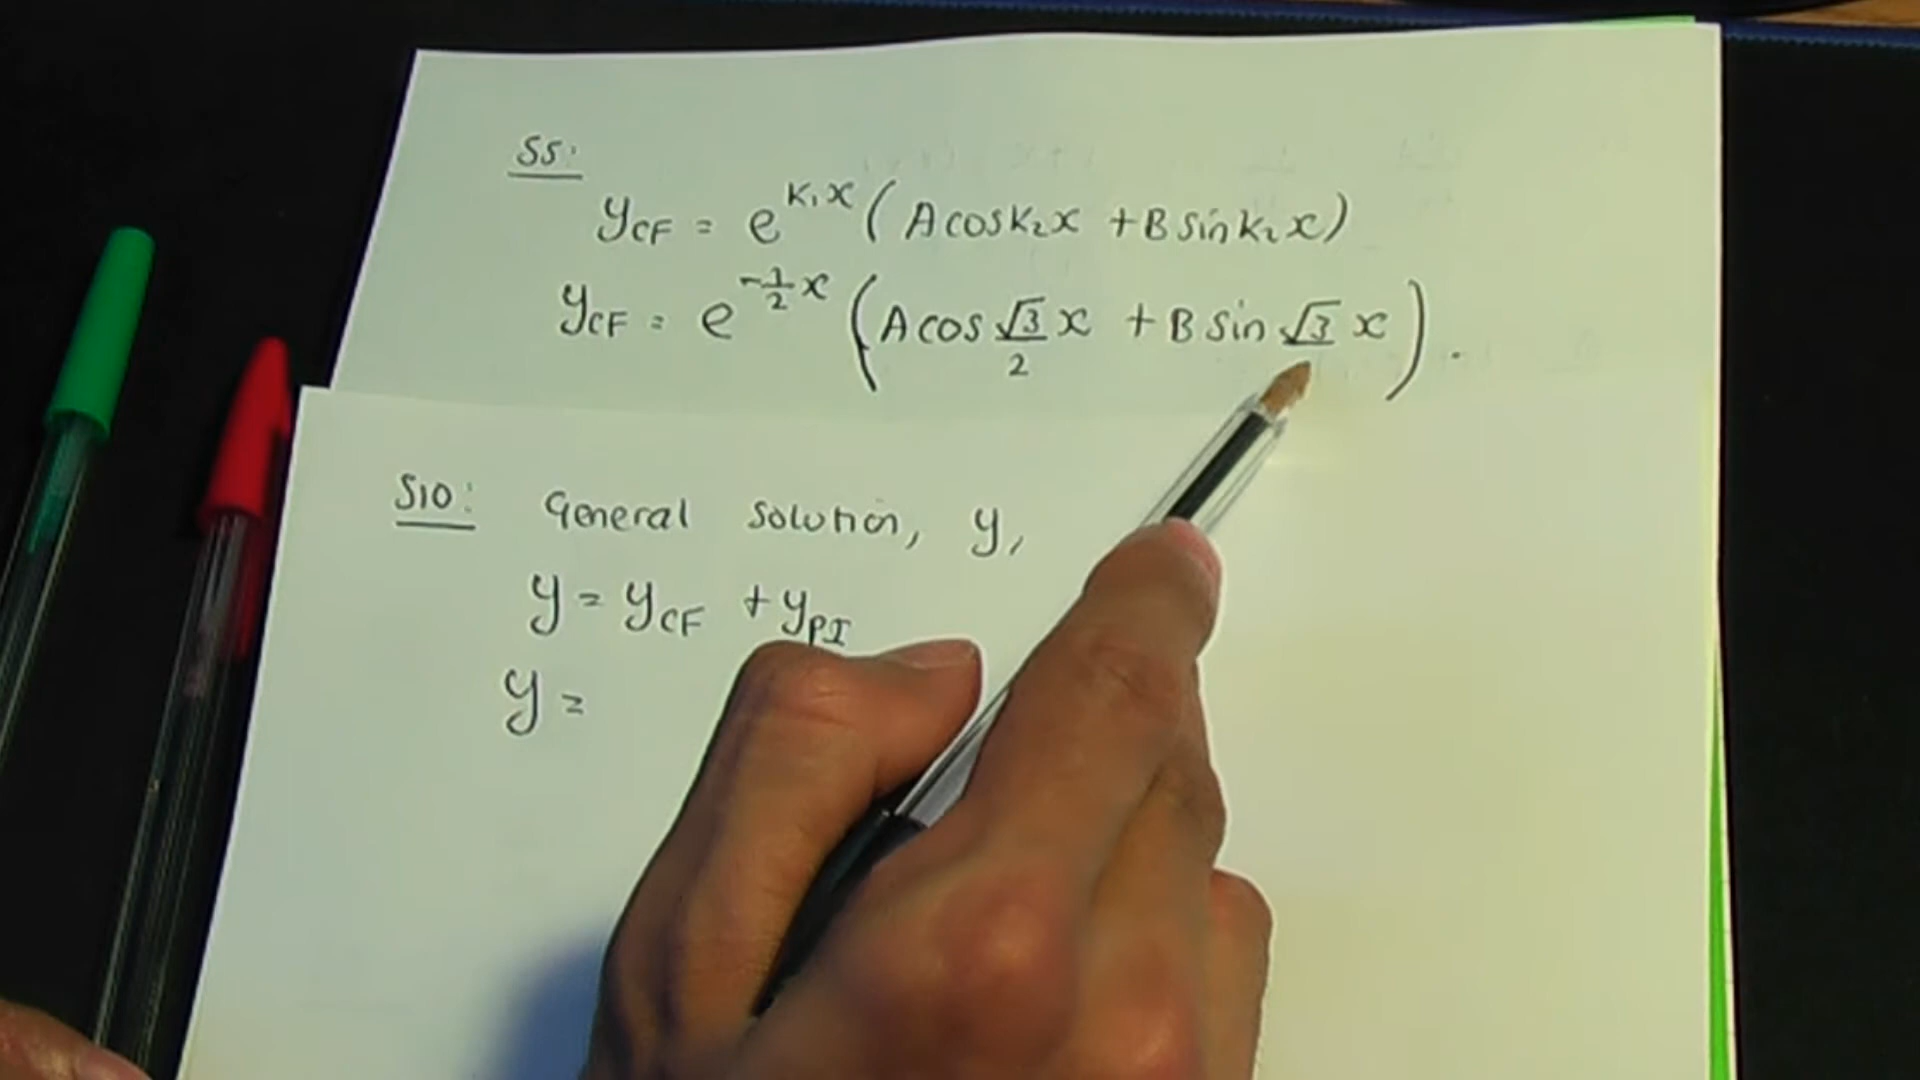 S5:
y_CF = e^{k₁x} ( A cos k₂x + B sin k₂x )
y_CF = e^{-1/2 x} ( A cos √3/2 x + B sin √3 x ) .
S10: General solution, y,
y = y_CF + y_PI
y =